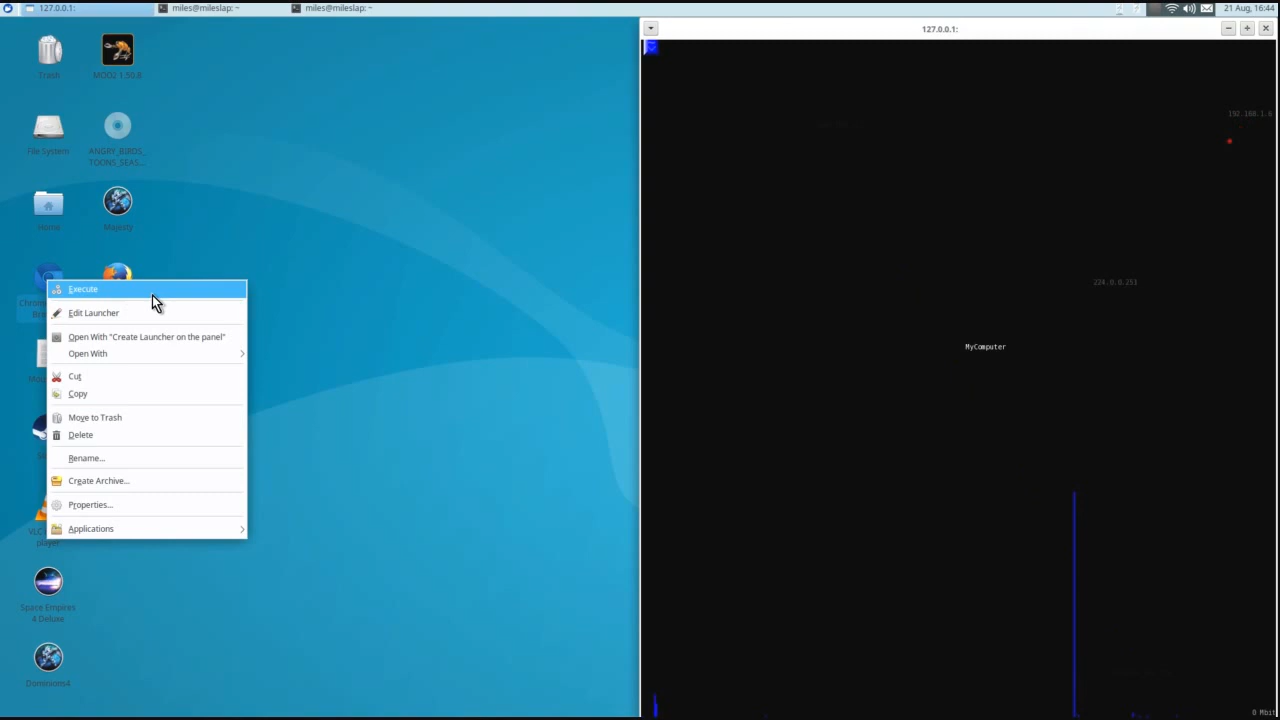 127.0.0.1:
miles@mileslap: ~
miles@mileslap: ~
21 Aug, 16:44
127.0.0.1:
Trash
MOO2 1.50.8
File System
ANGRY_BIRDS_
TOONS_SEAS...
Home
Majesty
Execute
Edit Launcher
Open With "Create Launcher on the panel"
Open With
Cut
Copy
Move to Trash
Delete
Rename...
Create Archive...
Properties...
Applications
player
Space Empires
4 Deluxe
Dominions4
192.168.1.6
224.0.0.251
MyComputer
0 Mbit